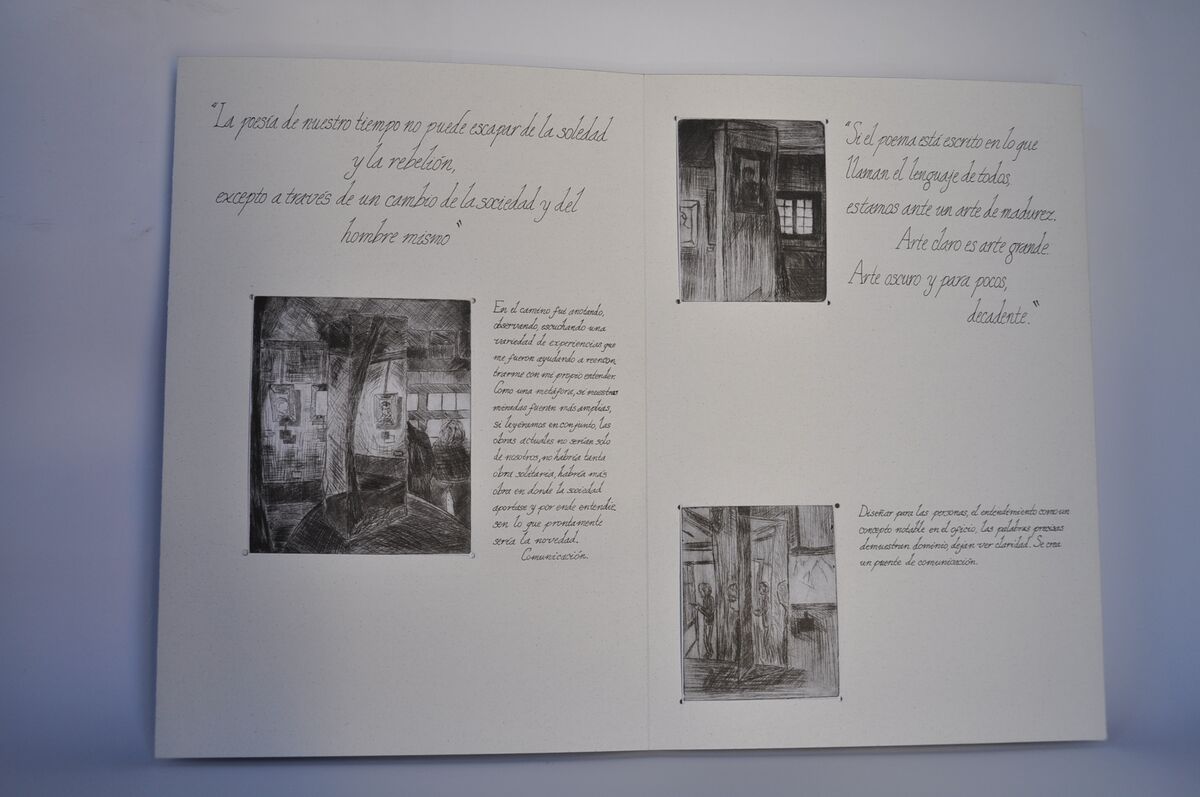 "La poesía de nuestro tiempo no puede escapar de la soledad
y la rebelión,
excepto a través de un cambio de la sociedad y del
hombre mismo"
En el camino fui anotando,
observando, escuchando una
variedad de experiencias que
me fueron ayudando a reencon
trarme con mi propio entender.
Como una metáfora, si nuestras
miradas fueran más amplias,
si leyéramos en conjunto, las
obras actuales no serían solo
de nosotros, no habría tanta
obra solitaria, habría más
obra en donde la sociedad
aportase y por ende entendie
sen lo que prontamente
sería la novedad.
Comunicación.
"Si el poema está escrito en lo que
llaman el lenguaje de todos,
estamos ante un arte de madurez.
Arte claro es arte grande.
Arte oscuro y para pocos,
decadente."
Diseñar para las personas, el entendimiento como un
concepto notable en el oficio, las palabras precisas
demuestran dominio, dejan ver claridad. Se crea
un puente de comunicación.